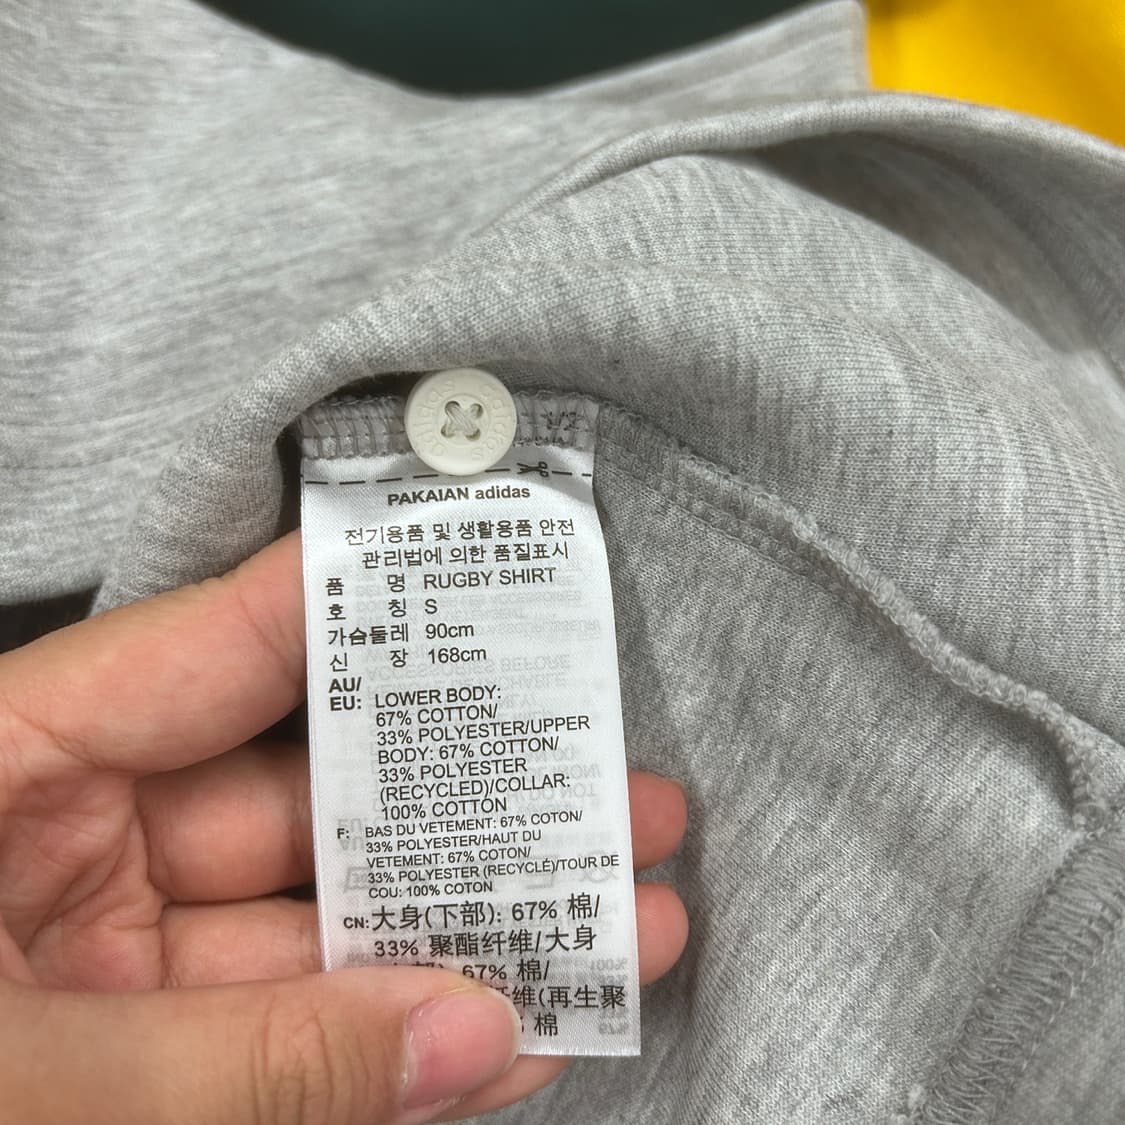 adidas adidas
PAKAIAN adidas
전기용품 및 생활용품 안전
관리법에 의한 품질표시
품 명 RUGBY SHIRT
호 칭 S
가슴둘레 90cm
신 장 168cm
AU/
EU: LOWER BODY:
67% COTTON/
33% POLYESTER/UPPER
BODY: 67% COTTON/
33% POLYESTER
(RECYCLED)/COLLAR:
100% COTTON
F: BAS DU VETEMENT: 67% COTON/
33% POLYESTER/HAUT DU
VETEMENT: 67% COTON/
33% POLYESTER (RECYCLÉ)/TOUR DE
COU: 100% COTON
CN: 大身(下部): 67% 棉/
33% 聚酯纤维/大身
67% 棉/
维(再生聚
棉